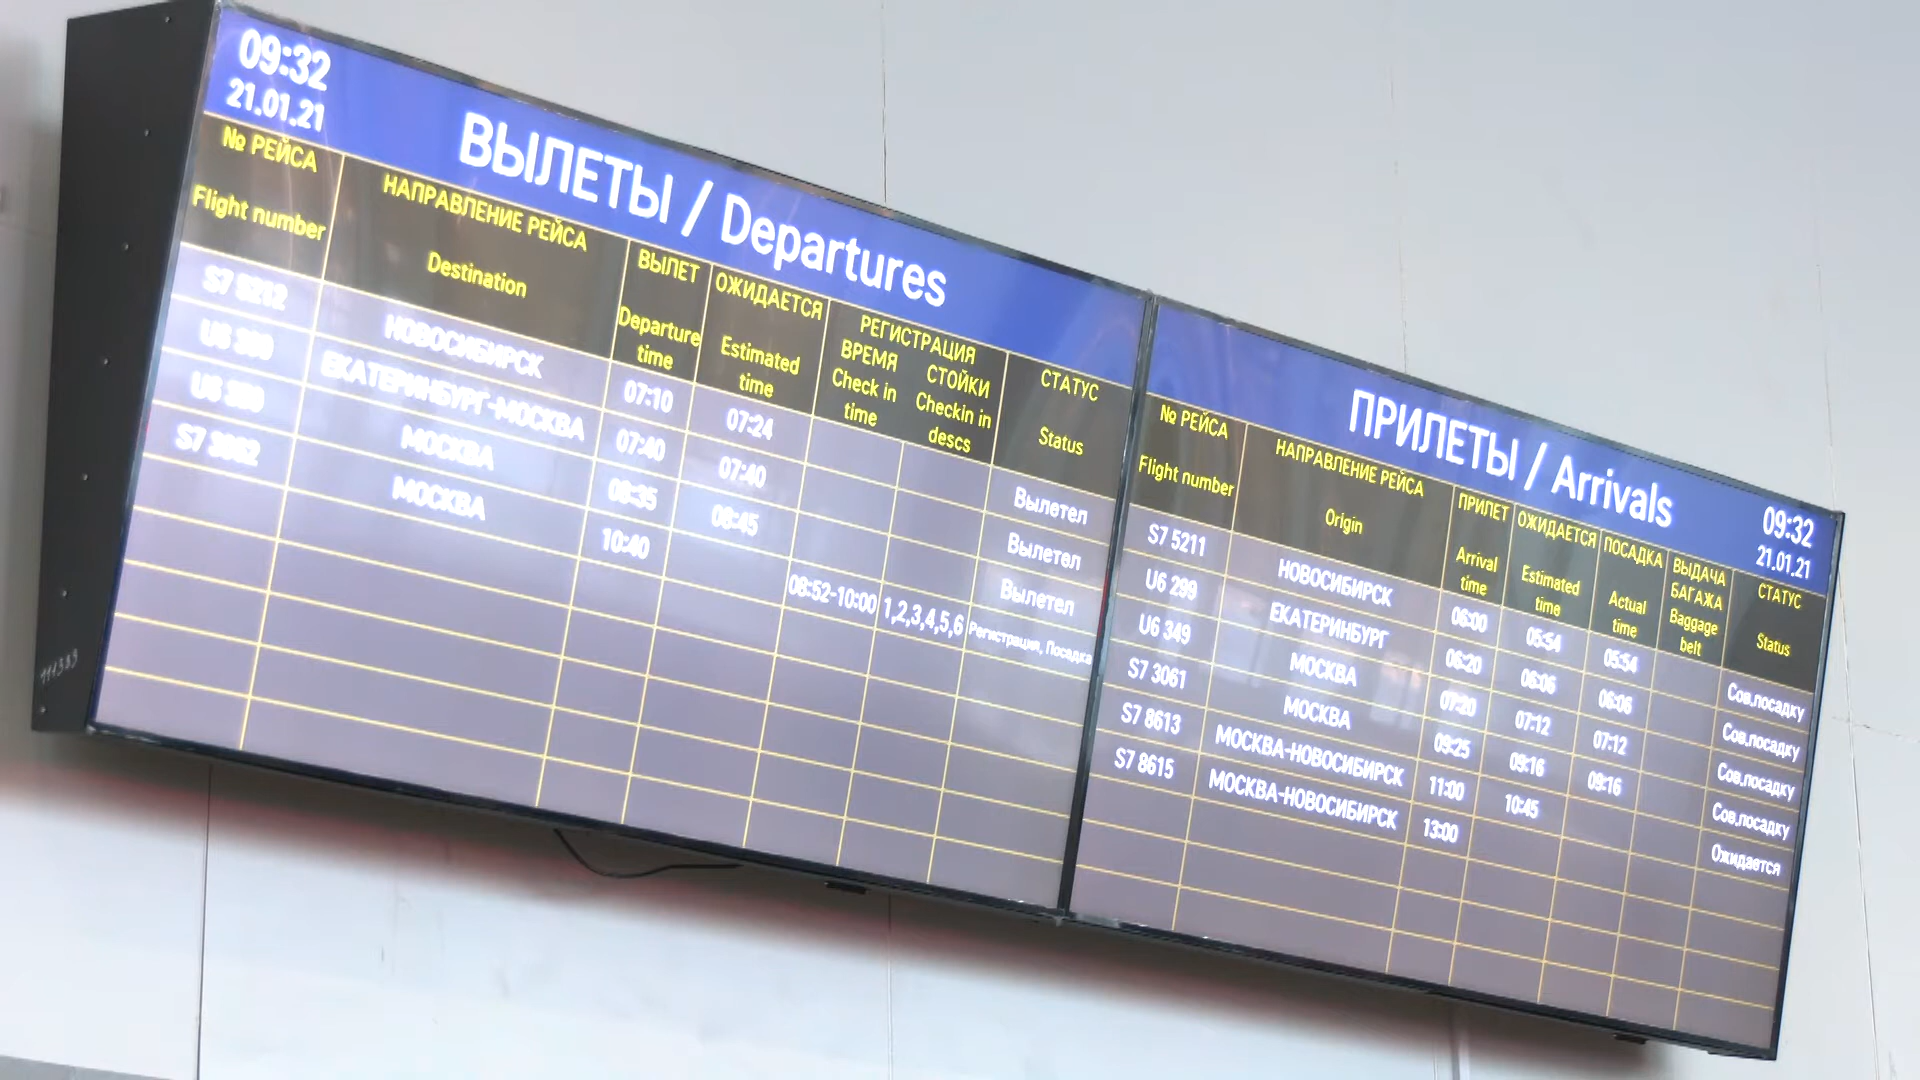 09:32
21.01.21
ВЫЛЕТЫ / Departures
№ РЕЙСА
Flight number
НАПРАВЛЕНИЕ РЕЙСА
Destination
ВЫЛЕТ
Departure
time
ОЖИДАЕТСЯ
Estimated
time
РЕГИСТРАЦИЯ
ВРЕМЯ
Check in
time
СТОЙКИ
Checkin in
descs
СТАТУС
Status
S7 5212 НОВОСИБИРСК 07:10 07:24 Вылетел
U6 300 ЕКАТЕРИНБУРГ-МОСКВА 07:40 07:40 Вылетел
U6 350 МОСКВА 08:35 08:45 Вылетел
S7 3062 МОСКВА 10:40 08:52-10:00 1,2,3,4,5,6 Регистрация, Посадка
ПРИЛЕТЫ / Arrivals
09:32
21.01.21
№ РЕЙСА
Flight number
НАПРАВЛЕНИЕ РЕЙСА
Origin
ПРИЛЕТ
Arrival
time
ОЖИДАЕТСЯ
Estimated
time
ПОСАДКА
Actual
time
ВЫДАЧА
БАГАЖА
Baggage
belt
СТАТУС
Status
S7 5211 НОВОСИБИРСК 06:00 05:54 05:54 Сов.посадку
U6 299 ЕКАТЕРИНБУРГ 06:20 06:06 06:06 Сов.посадку
U6 349 МОСКВА 07:20 07:12 07:12 Сов.посадку
S7 3061 МОСКВА 09:25 09:16 09:16 Сов.посадку
S7 8613 МОСКВА-НОВОСИБИРСК 11:00 10:45 Ожидается
S7 8615 МОСКВА-НОВОСИБИРСК 13:00